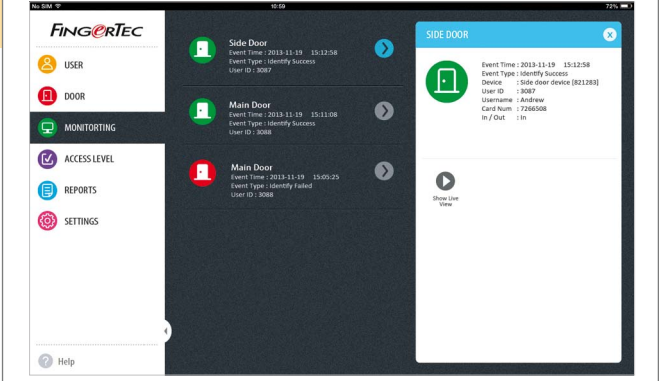 No SIM
10:59
72%
FINGERTEC
USER
DOOR
MONITORTING
ACCESS LEVEL
REPORTS
SETTINGS
Help
Side Door
Event Time : 2013-11-19 15:12:58
Event Type : Identify Success
User ID : 3087
Main Door
Event Time : 2013-11-19 15:11:08
Event Type : Identify Success
User ID : 3088
Main Door
Event Time : 2013-11-19 15:05:25
Event Type : Identify Failed
User ID : 3088
SIDE DOOR
X
Event Time : 2013-11-19 15:12:58
Event Type : Identify Success
Device : Side door device [821283]
User ID : 3087
Username : Andrew
Card Num : 7266508
In / Out : In
Show Live
View